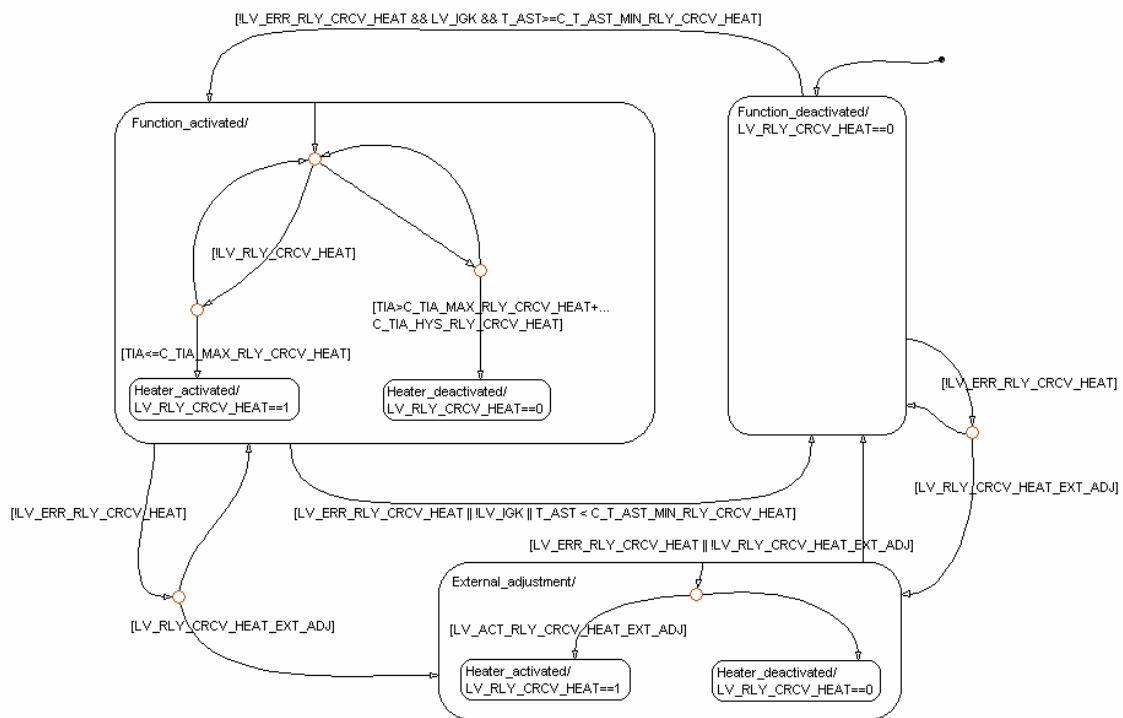 [!LV_ERR_RLY_CRCV_HEAT && LV_IGK && T_AST>=C_T_AST_MIN_RLY_CRCV_HEAT]
Function_activated/
Function_deactivated/
LV_RLY_CRCV_HEAT==0
[!LV_RLY_CRCV_HEAT]
[TIA>C_TIA_MAX_RLY_CRCV_HEAT+...
C_TIA_HYS_RLY_CRCV_HEAT]
[TIA<=C_TIA_MAX_RLY_CRCV_HEAT]
Heater_activated/
LV_RLY_CRCV_HEAT==1
Heater_deactivated/
LV_RLY_CRCV_HEAT==0
[!LV_ERR_RLY_CRCV_HEAT]
[LV_RLY_CRCV_HEAT_EXT_ADJ]
[!LV_ERR_RLY_CRCV_HEAT]
[LV_ERR_RLY_CRCV_HEAT || !LV_IGK || T_AST < C_T_AST_MIN_RLY_CRCV_HEAT]
[LV_ERR_RLY_CRCV_HEAT || !LV_RLY_CRCV_HEAT_EXT_ADJ]
External_adjustment/
[LV_RLY_CRCV_HEAT_EXT_ADJ]
[LV_ACT_RLY_CRCV_HEAT_EXT_ADJ]
Heater_activated/
LV_RLY_CRCV_HEAT==1
Heater_deactivated/
LV_RLY_CRCV_HEAT==0